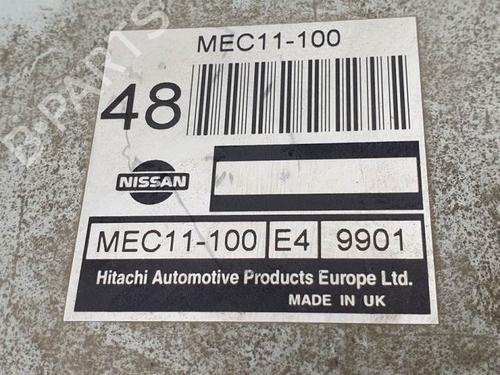 MEC11-100
48
NISSAN
MEC11-100 E4 9901
Hitachi Automotive Products Europe Ltd.
MADE IN UK
B-PARTS